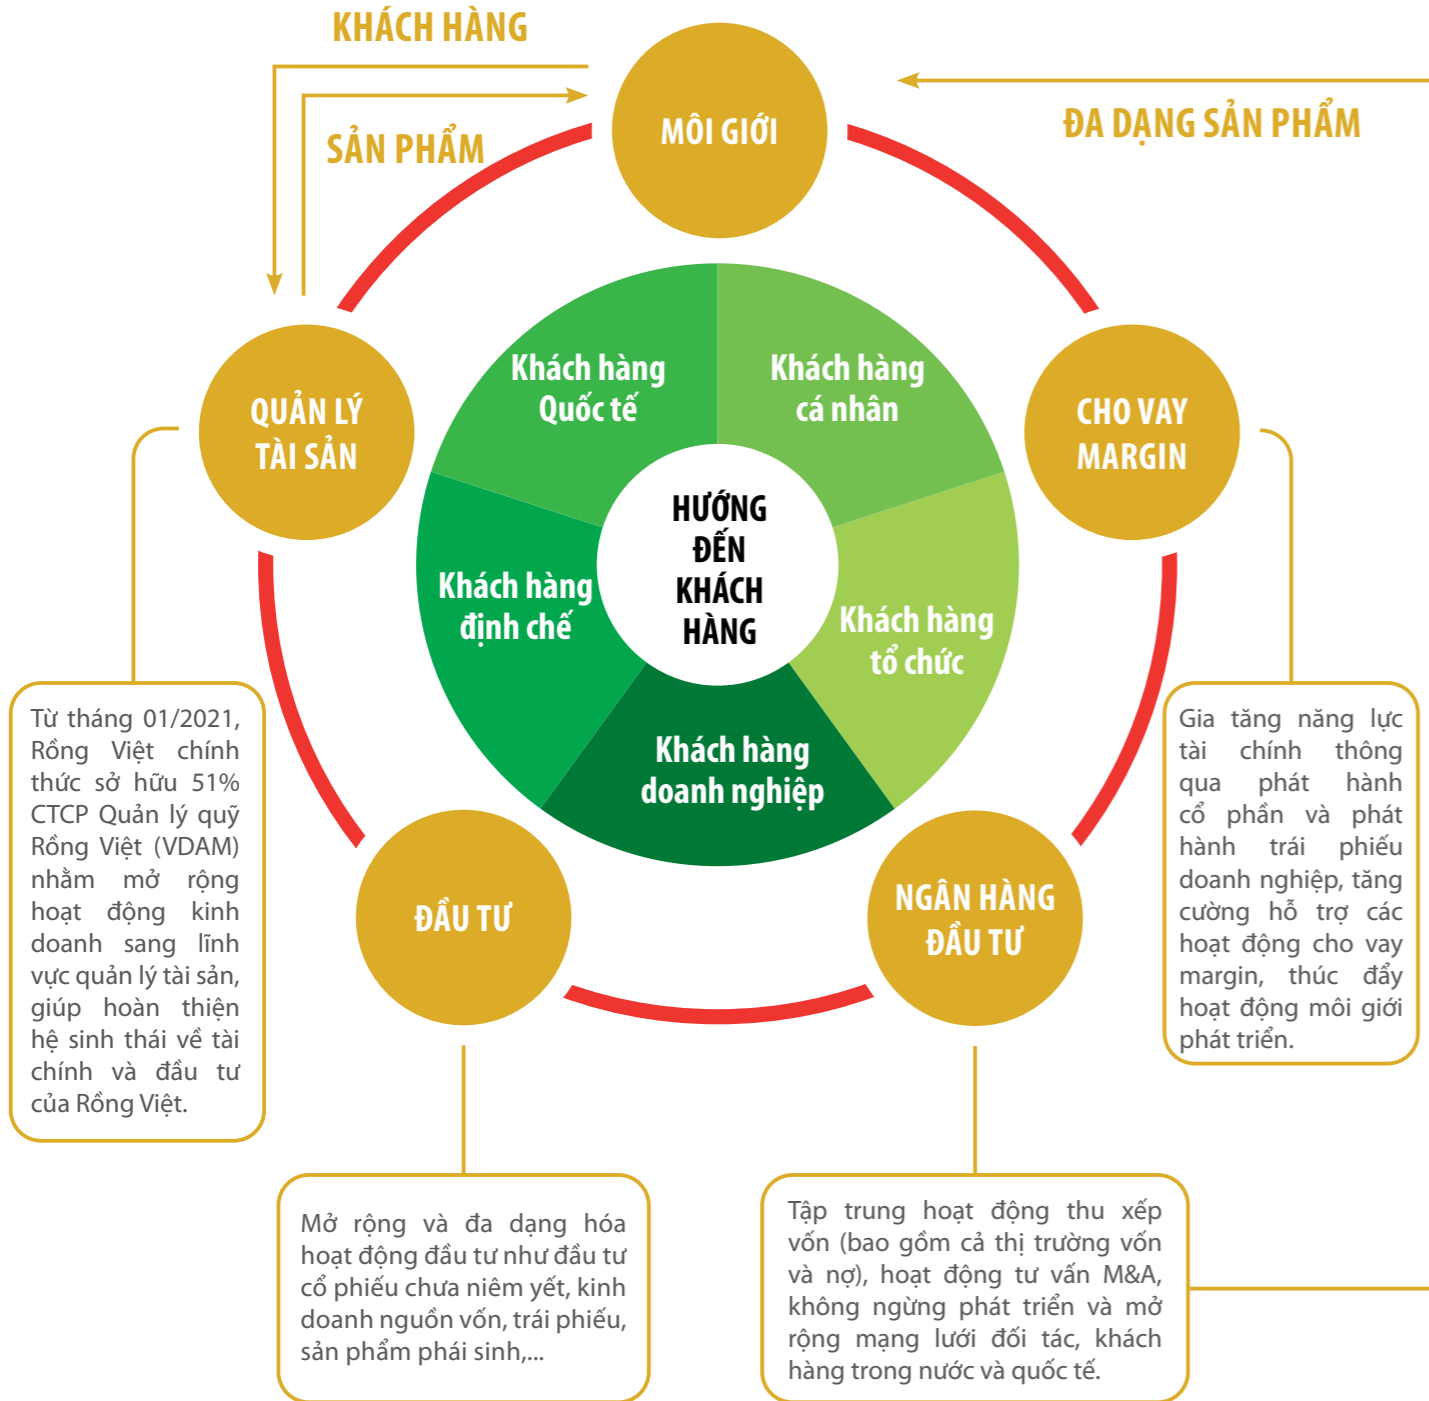 KHÁCH HÀNG
SẢN PHẨM
MÔI GIỚI
ĐA DẠNG SẢN PHẨM
QUẢN LÝ
TÀI SẢN
Khách hàng
Quốc tế
Khách hàng
cá nhân
CHO VAY
MARGIN
HƯỚNG
ĐẾN
KHÁCH
HÀNG
Khách hàng
định chế
Khách hàng
tổ chức
Khách hàng
doanh nghiệp
ĐẦU TƯ
NGÂN HÀNG
ĐẦU TƯ
Từ tháng 01/2021,
Rồng Việt chính
thức sở hữu 51%
CTCP Quản lý quỹ
Rồng Việt (VDAM)
nhằm mở rộng
hoạt động kinh
doanh sang lĩnh
vực quản lý tài sản,
giúp hoàn thiện
hệ sinh thái về tài
chính và đầu tư
của Rồng Việt.
Gia tăng năng lực
tài chính thông
qua phát hành
cổ phần và phát
hành trái phiếu
doanh nghiệp, tăng
cường hỗ trợ các
hoạt động cho vay
margin, thúc đẩy
hoạt động môi giới
phát triển.
Mở rộng và đa dạng hóa
hoạt động đầu tư như đầu tư
cổ phiếu chưa niêm yết, kinh
doanh nguồn vốn, trái phiếu,
sản phẩm phái sinh,...
Tập trung hoạt động thu xếp
vốn (bao gồm cả thị trường vốn
và nợ), hoạt động tư vấn M&A,
không ngừng phát triển và mở
rộng mạng lưới đối tác, khách
hàng trong nước và quốc tế.